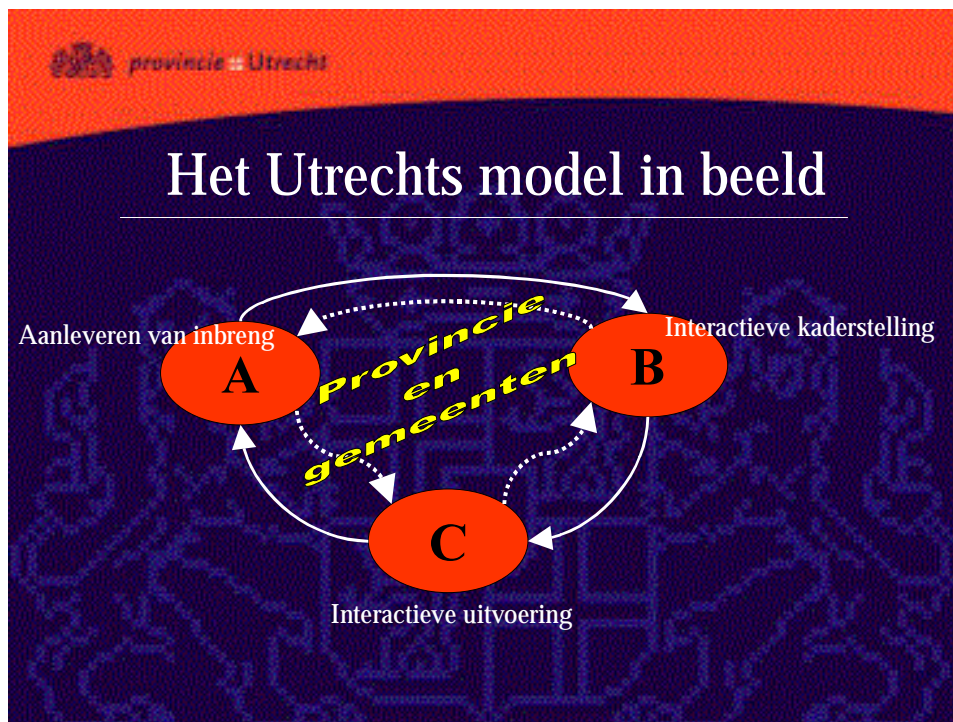 provincie :: Utrecht
Het Utrechts model in beeld
Aanleveren van inbreng
Interactieve kaderstelling
A
B
Provincie
en
gemeenten
C
Interactieve uitvoering